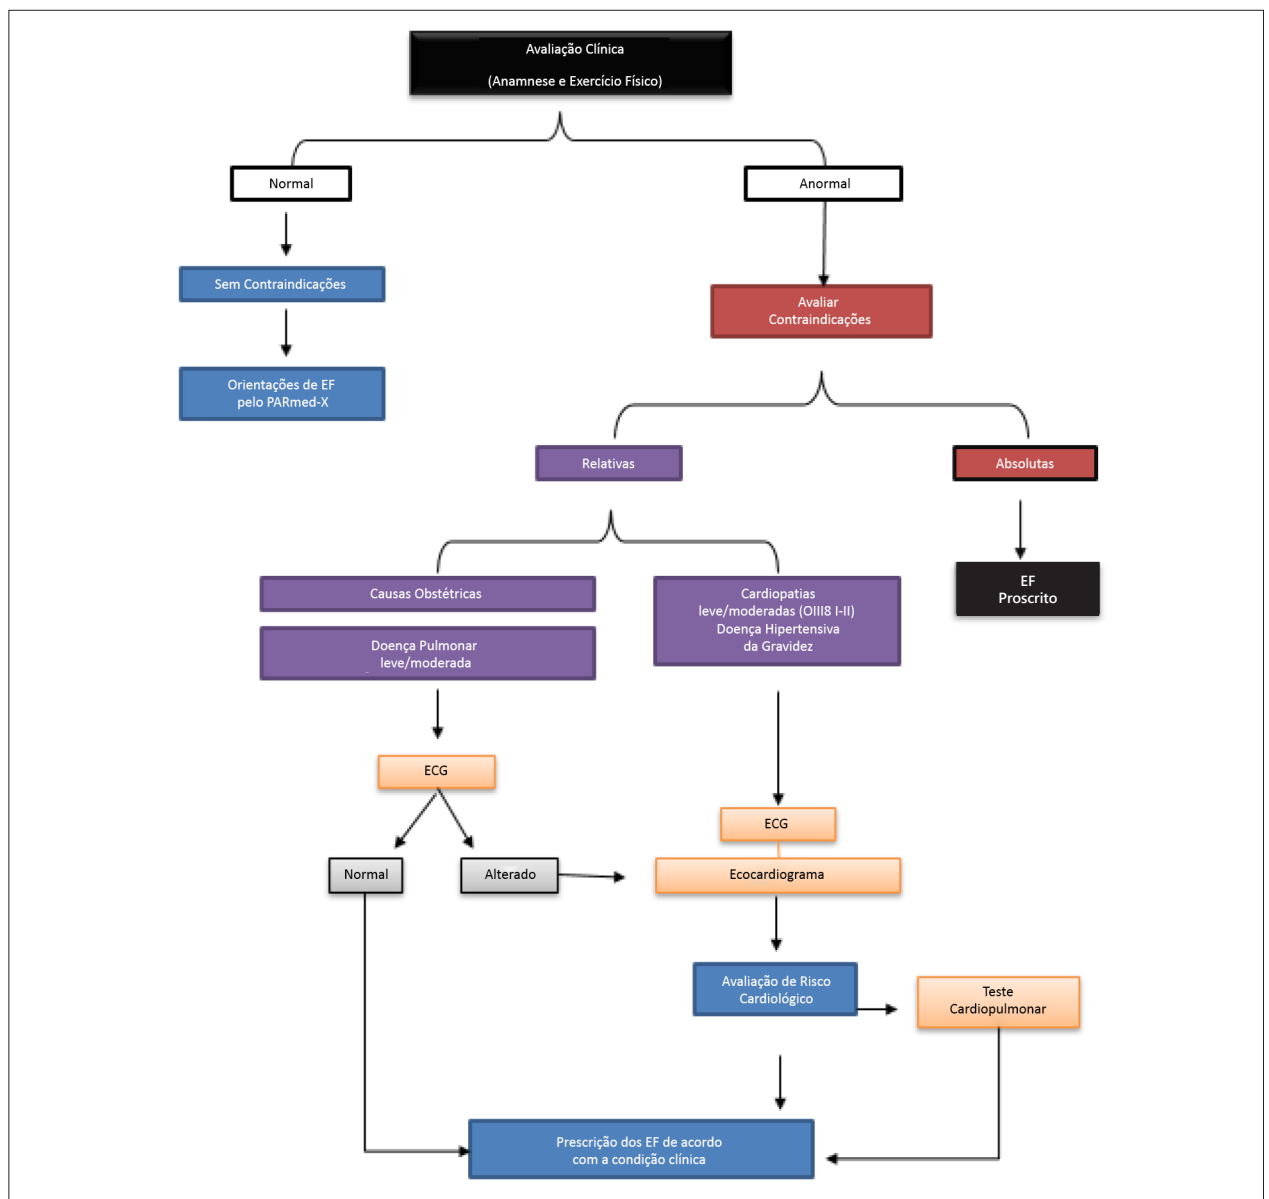 Avaliação Clínica
(Anamnese e Exercício Físico)
Normal
Anormal
Sem Contraindicações
Avaliar
Contraindicações
Orientações de EF
pelo PARmed-X
Relativas
Absolutas
EF
Proscrito
Causas Obstétricas
Doença Pulmonar
leve/moderada
Cardiopatias
leve/moderadas (OIII8 I-II)
Doença Hipertensiva
da Gravidez
ECG
ECG
Normal
Alterado
Ecocardiograma
Avaliação de Risco
Cardiológico
Teste
Cardiopulmonar
Prescrição dos EF de acordo
com a condição clínica